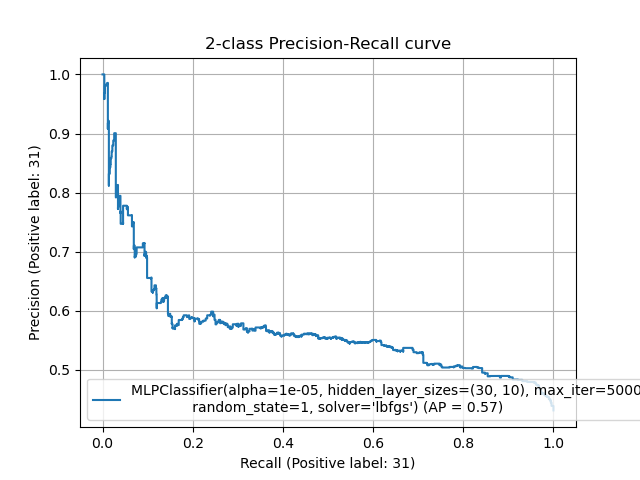 2-class Precision-Recall curve
1.0
0.9
0.8
0.7
0.6
0.5
Precision (Positive label: 31)
MLPClassifier(alpha=1e-05, hidden_layer_sizes=(30, 10), max_iter=5000
random_state=1, solver='lbfgs') (AP = 0.57)
0.0 0.2 0.4 0.6 0.8 1.0
Recall (Positive label: 31)